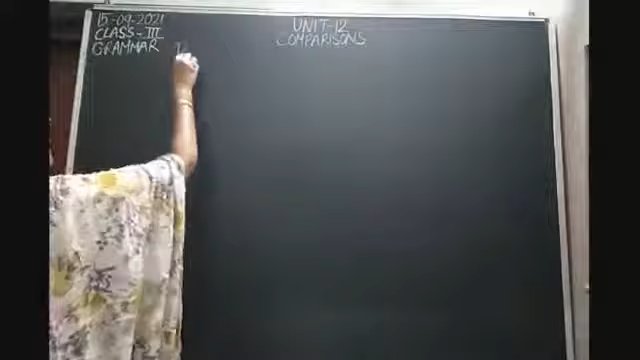 15-09-2021
CLASS-III
GRAMMAR
UNIT-12
COMPARISONS